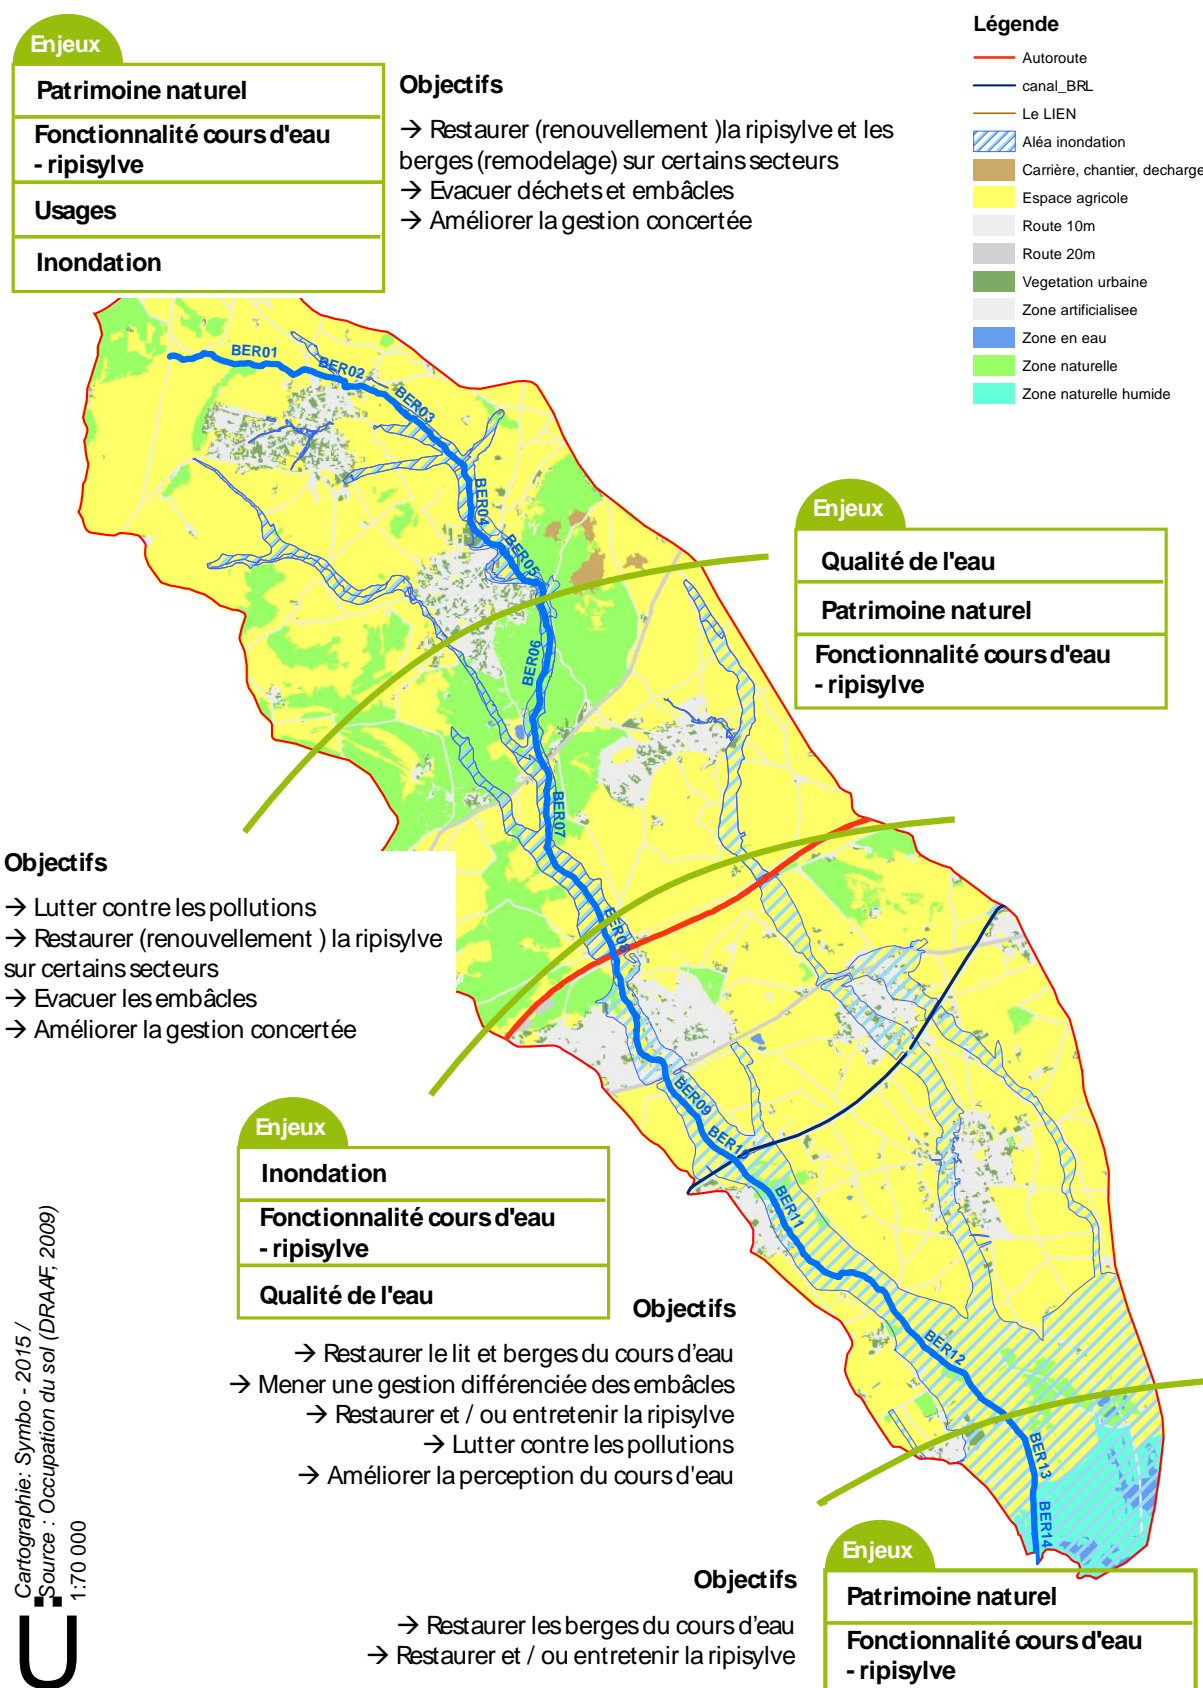 Enjeux
Patrimoine naturel
Fonctionnalité cours d'eau
- ripisylve
Usages
Inondation
Objectifs
→ Restaurer (renouvellement )la ripisylve et les
berges (remodelage) sur certains secteurs
→ Evacuer déchets et embâcles
→ Améliorer la gestion concertée
Légende
Autoroute
canal_BRL
Le LIEN
Aléa inondation
Carrière, chantier, decharge
Espace agricole
Route 10m
Route 20m
Vegetation urbaine
Zone artificialisee
Zone en eau
Zone naturelle
Zone naturelle humide
BER01
BER02
BER03
BER04
BER05
BER06
BER07
BER08
BER09
BER10
BER11
BER12
BER13
BER14
Enjeux
Qualité de l'eau
Patrimoine naturel
Fonctionnalité cours d'eau
- ripisylve
Objectifs
→ Lutter contre les pollutions
→ Restaurer (renouvellement ) la ripisylve
sur certains secteurs
→ Evacuer les embâcles
→ Améliorer la gestion concertée
Enjeux
Inondation
Fonctionnalité cours d'eau
- ripisylve
Qualité de l'eau
Objectifs
→ Restaurer le lit et berges du cours d'eau
→ Mener une gestion différenciée des embâcles
→ Restaurer et / ou entretenir la ripisylve
→ Lutter contre les pollutions
→ Améliorer la perception du cours d'eau
Enjeux
Patrimoine naturel
Fonctionnalité cours d'eau
- ripisylve
Objectifs
→ Restaurer les berges du cours d'eau
→ Restaurer et / ou entretenir la ripisylve
Cartographie: Symbo - 2015 /
Source : Occupation du sol (DRAAF, 2009)
1:70 000
Ü